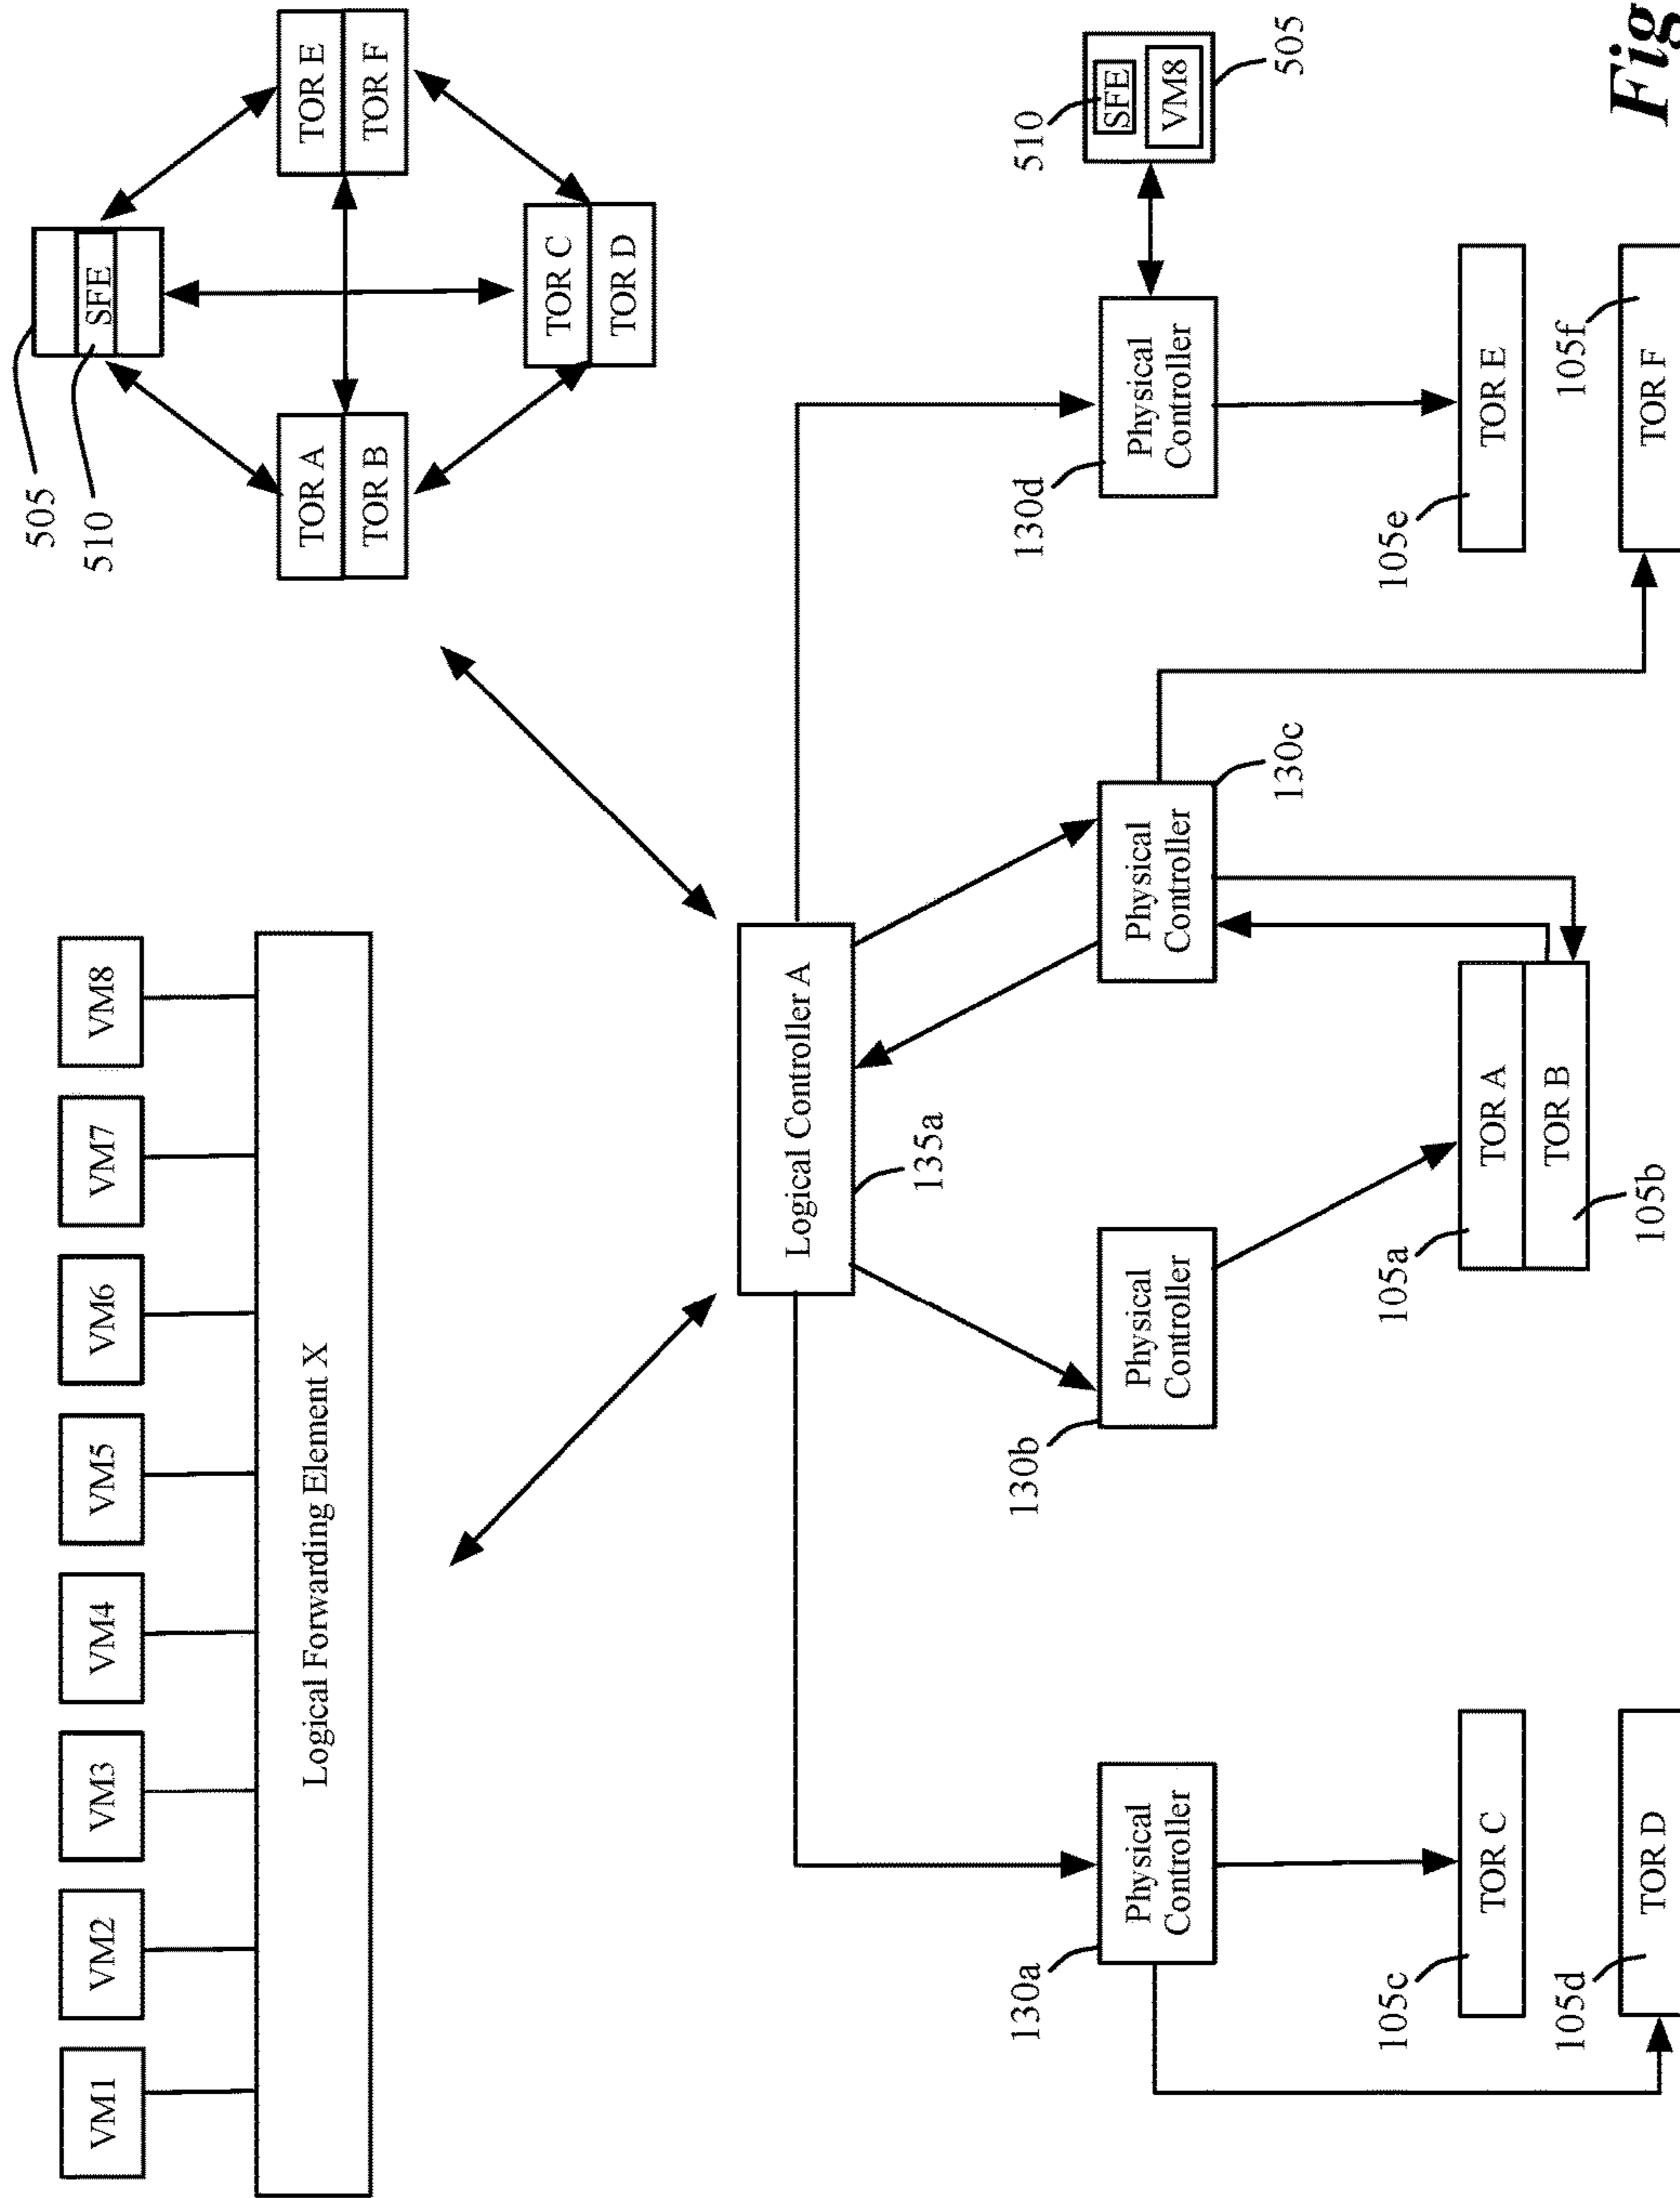 VM1
VM2
VM3
VM4
VM5
VM6
VM7
VM8
Logical Forwarding Element X
505
510
SFE
TOR A
TOR B
TOR E
TOR F
TOR C
TOR D
Logical Controller A
135a
130a
Physical
Controller
130b
Physical
Controller
Physical
Controller
130c
130d
Physical
Controller
510
SFE
VM8
505
105c
TOR C
105d
TOR D
105a
TOR A
TOR B
105b
105e
TOR E
105f
TOR F
Fig